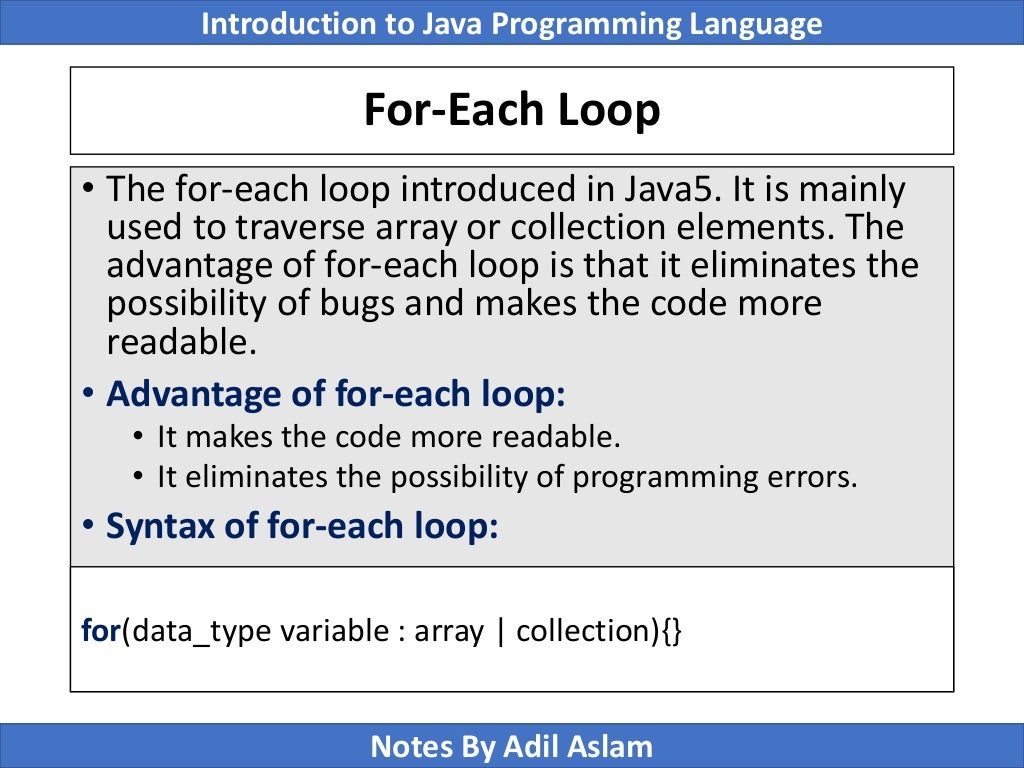 Introduction to Java Programming Language
For-Each Loop
• The for-each loop introduced in Java5. It is mainly
used to traverse array or collection elements. The
advantage of for-each loop is that it eliminates the
possibility of bugs and makes the code more
readable.
• Advantage of for-each loop:
• It makes the code more readable.
• It eliminates the possibility of programming errors.
• Syntax of for-each loop:
for(data_type variable : array | collection){}
Notes By Adil Aslam